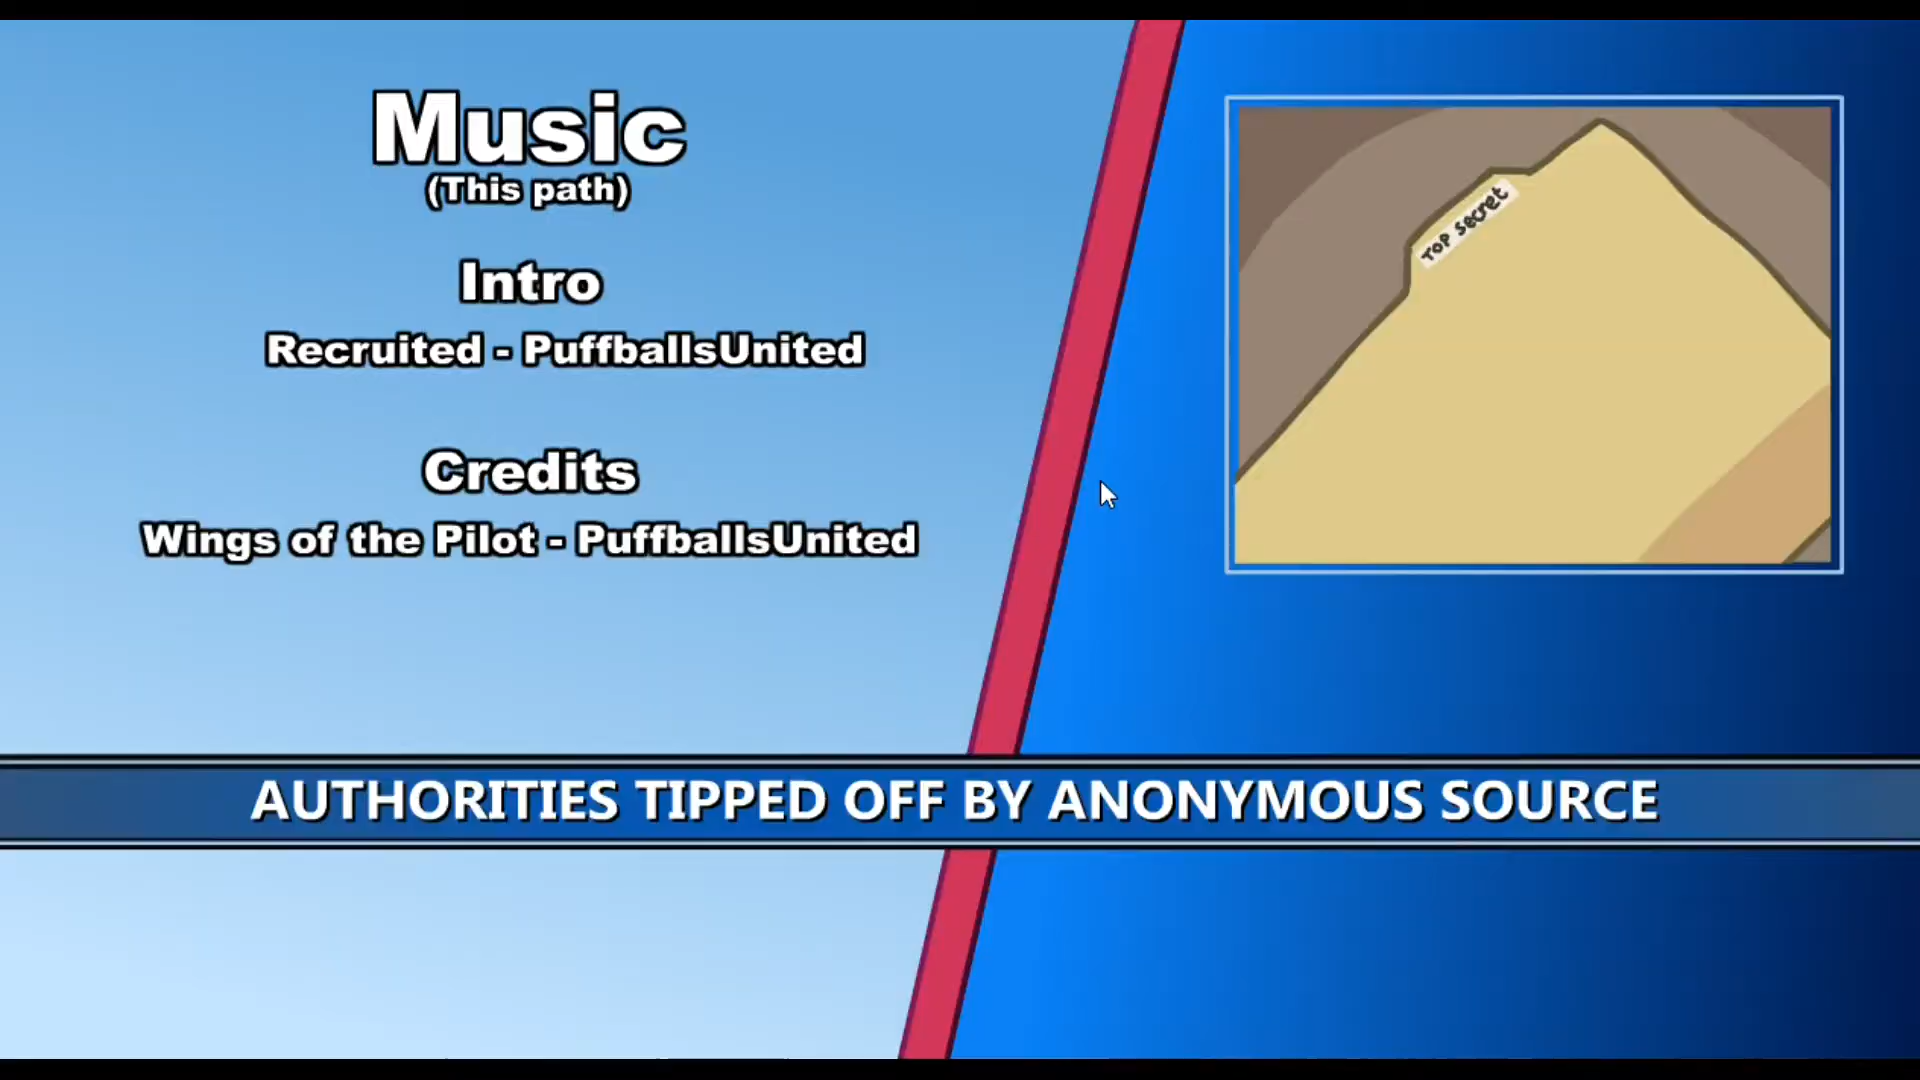 Music
(This path)
Intro
Recruited - PuffballsUnited
Credits
Wings of the Pilot - PuffballsUnited
TOP SECRET
AUTHORITIES TIPPED OFF BY ANONYMOUS SOURCE